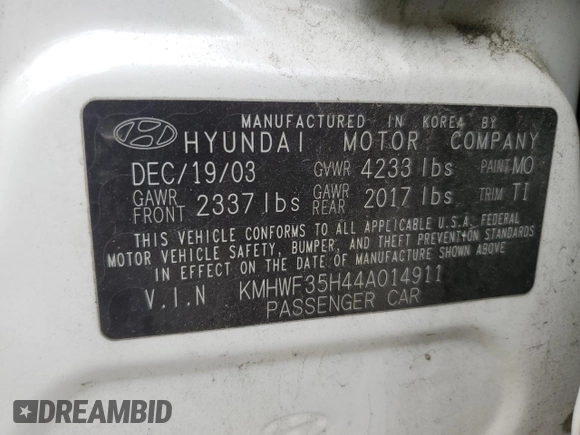 MANUFACTURED IN KOREA BY
HYUNDAI MOTOR COMPANY
DEC/19/03 GVWR 4233 lbs PAINT MO
GAWR FRONT 2337 lbs GAWR REAR 2017 lbs TRIM TI
THIS VEHICLE CONFORMS TO ALL APPLICABLE U.S.A. FEDERAL
MOTOR VEHICLE SAFETY, BUMPER, AND THEFT PREVENTION STANDARDS
IN EFFECT ON THE DATE OF MANUFACTURE SHOWN ABOVE.
V.I.N KMHWF35H44A014911
PASSENGER CAR
DREAMBID